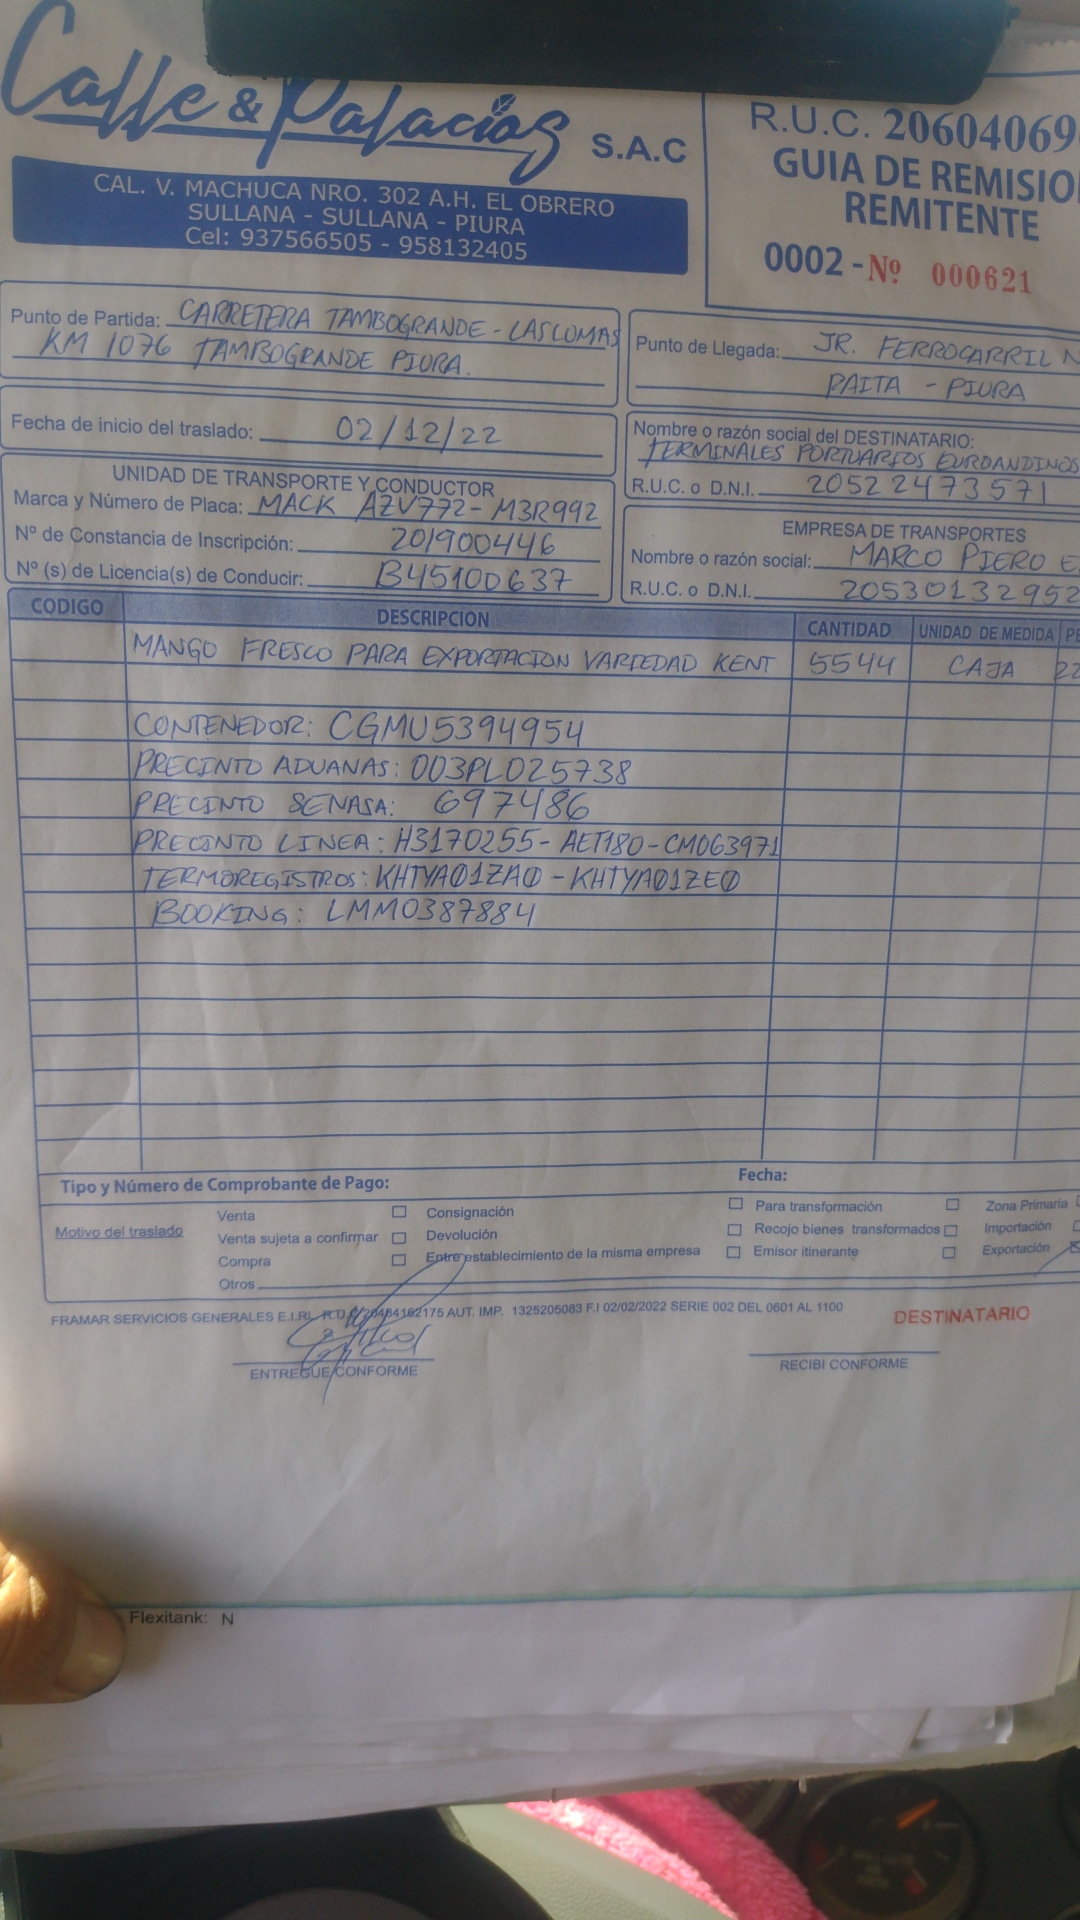 Calle & Palacios S.A.C
CAL. V. MACHUCA NRO. 302 A.H. EL OBRERO
SULLANA - SULLANA - PIURA
Cel: 937566505 - 958132405
R.U.C. 20604069
GUIA DE REMISIO
REMITENTE
0002 - Nº 000621
Punto de Partida: CARRETERA TAMBOGRANDE - LAS LOMAS
KM 1076 TAMBOGRANDE PIURA.
Punto de Llegada: JR. FERROCARRIL N
PAITA - PIURA
Fecha de inicio del traslado: 02/12/22
Nombre o razón social del DESTINATARIO:
TERMINALES PORTUARIOS EUROANDINOS
R.U.C. o D.N.I. 20522473571
UNIDAD DE TRANSPORTE Y CONDUCTOR
Marca y Número de Placa: MACK AZV772 - M3R992
Nº de Constancia de Inscripción: 201900446
Nº (s) de Licencia(s) de Conducir: B45100637
EMPRESA DE TRANSPORTES
Nombre o razón social: MARCO PIERO E
R.U.C. o D.N.I. 20530132952
CODIGO DESCRIPCION CANTIDAD UNIDAD DE MEDIDA PE
MANGO FRESCO PARA EXPORTACION VARIEDAD KENT 5544 CAJA 22
CONTENEDOR: CGMU5394954
PRECINTO ADUANAS: 003PL025738
PRECINTO SENASA: 697486
PRECINTO LINEA: H3170255 - AET180 - CM063971
TERMOREGISTROS: KHTYA01ZA0 - KHTYA01ZE0
BOOKING: LMM0387884
Tipo y Número de Comprobante de Pago:
Fecha:
Motivo del traslado
Venta
Venta sujeta a confirmar
Compra
Otros
Consignación
Devolución
Entre establecimiento de la misma empresa
Para transformación
Recojo bienes transformados
Emisor itinerante
Zona Primaria
Importación
Exportación
FRAMAR SERVICIOS GENERALES E.I.RL. R.U.C. 20484162175 AUT. IMP. 1325205083 F.I 02/02/2022 SERIE 002 DEL 0601 AL 1100
DESTINATARIO
ENTREGUE CONFORME
RECIBI CONFORME
Flexitank: N